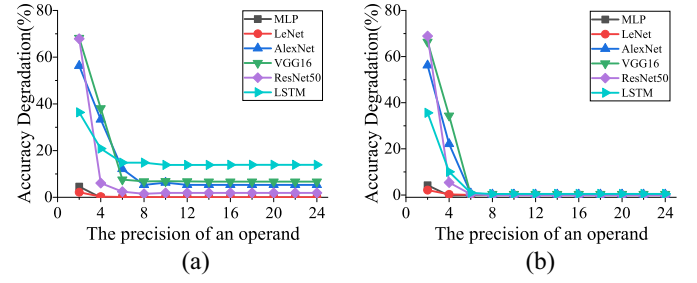 Accuracy Degradation(%)
80
60
40
20
0
0 4 8 12 16 20 24
The precision of an operand
MLP
LeNet
AlexNet
VGG16
ResNet50
LSTM
(a)
Accuracy Degradation(%)
80
60
40
20
0
0 4 8 12 16 20 24
The precision of an operand
MLP
LeNet
AlexNet
VGG16
ResNet50
LSTM
(b)